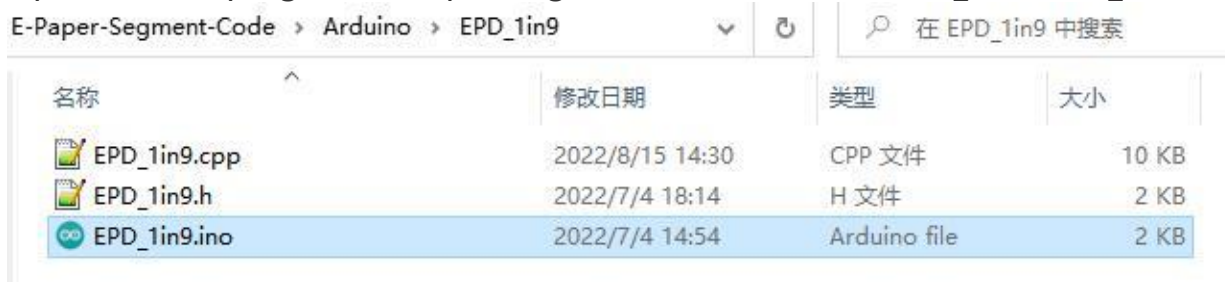 E-Paper-Segment-Code › Arduino › EPD_1in9 在 EPD_1in9 中搜索
名称 修改日期 类型 大小
EPD_1in9.cpp 2022/8/15 14:30 CPP 文件 10 KB
EPD_1in9.h 2022/7/4 18:14 H 文件 2 KB
EPD_1in9.ino 2022/7/4 14:54 Arduino file 2 KB